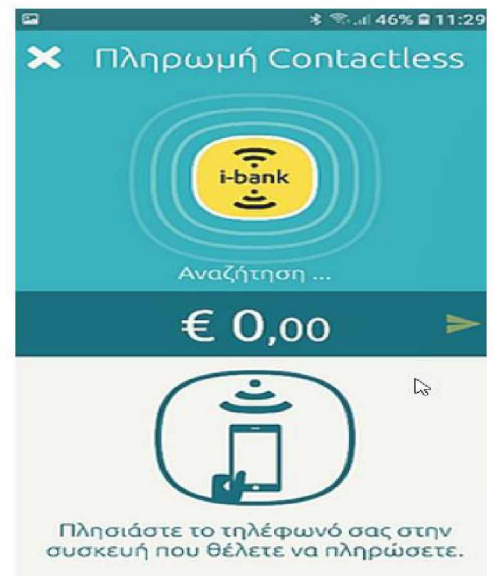 46% 11:29
Πληρωμή Contactless
i-bank
Αναζήτηση ...
€ 0,00
Πλησιάστε το τηλέφωνό σας στην
συσκευή που θέλετε να πληρώσετε.